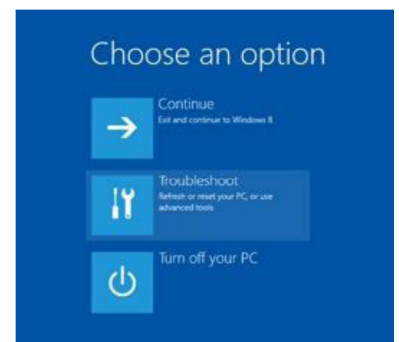 Choose an option
Continue
Exit and continue to Windows 8
Troubleshoot
Refresh or reset your PC, or use
advanced tools
Turn off your PC